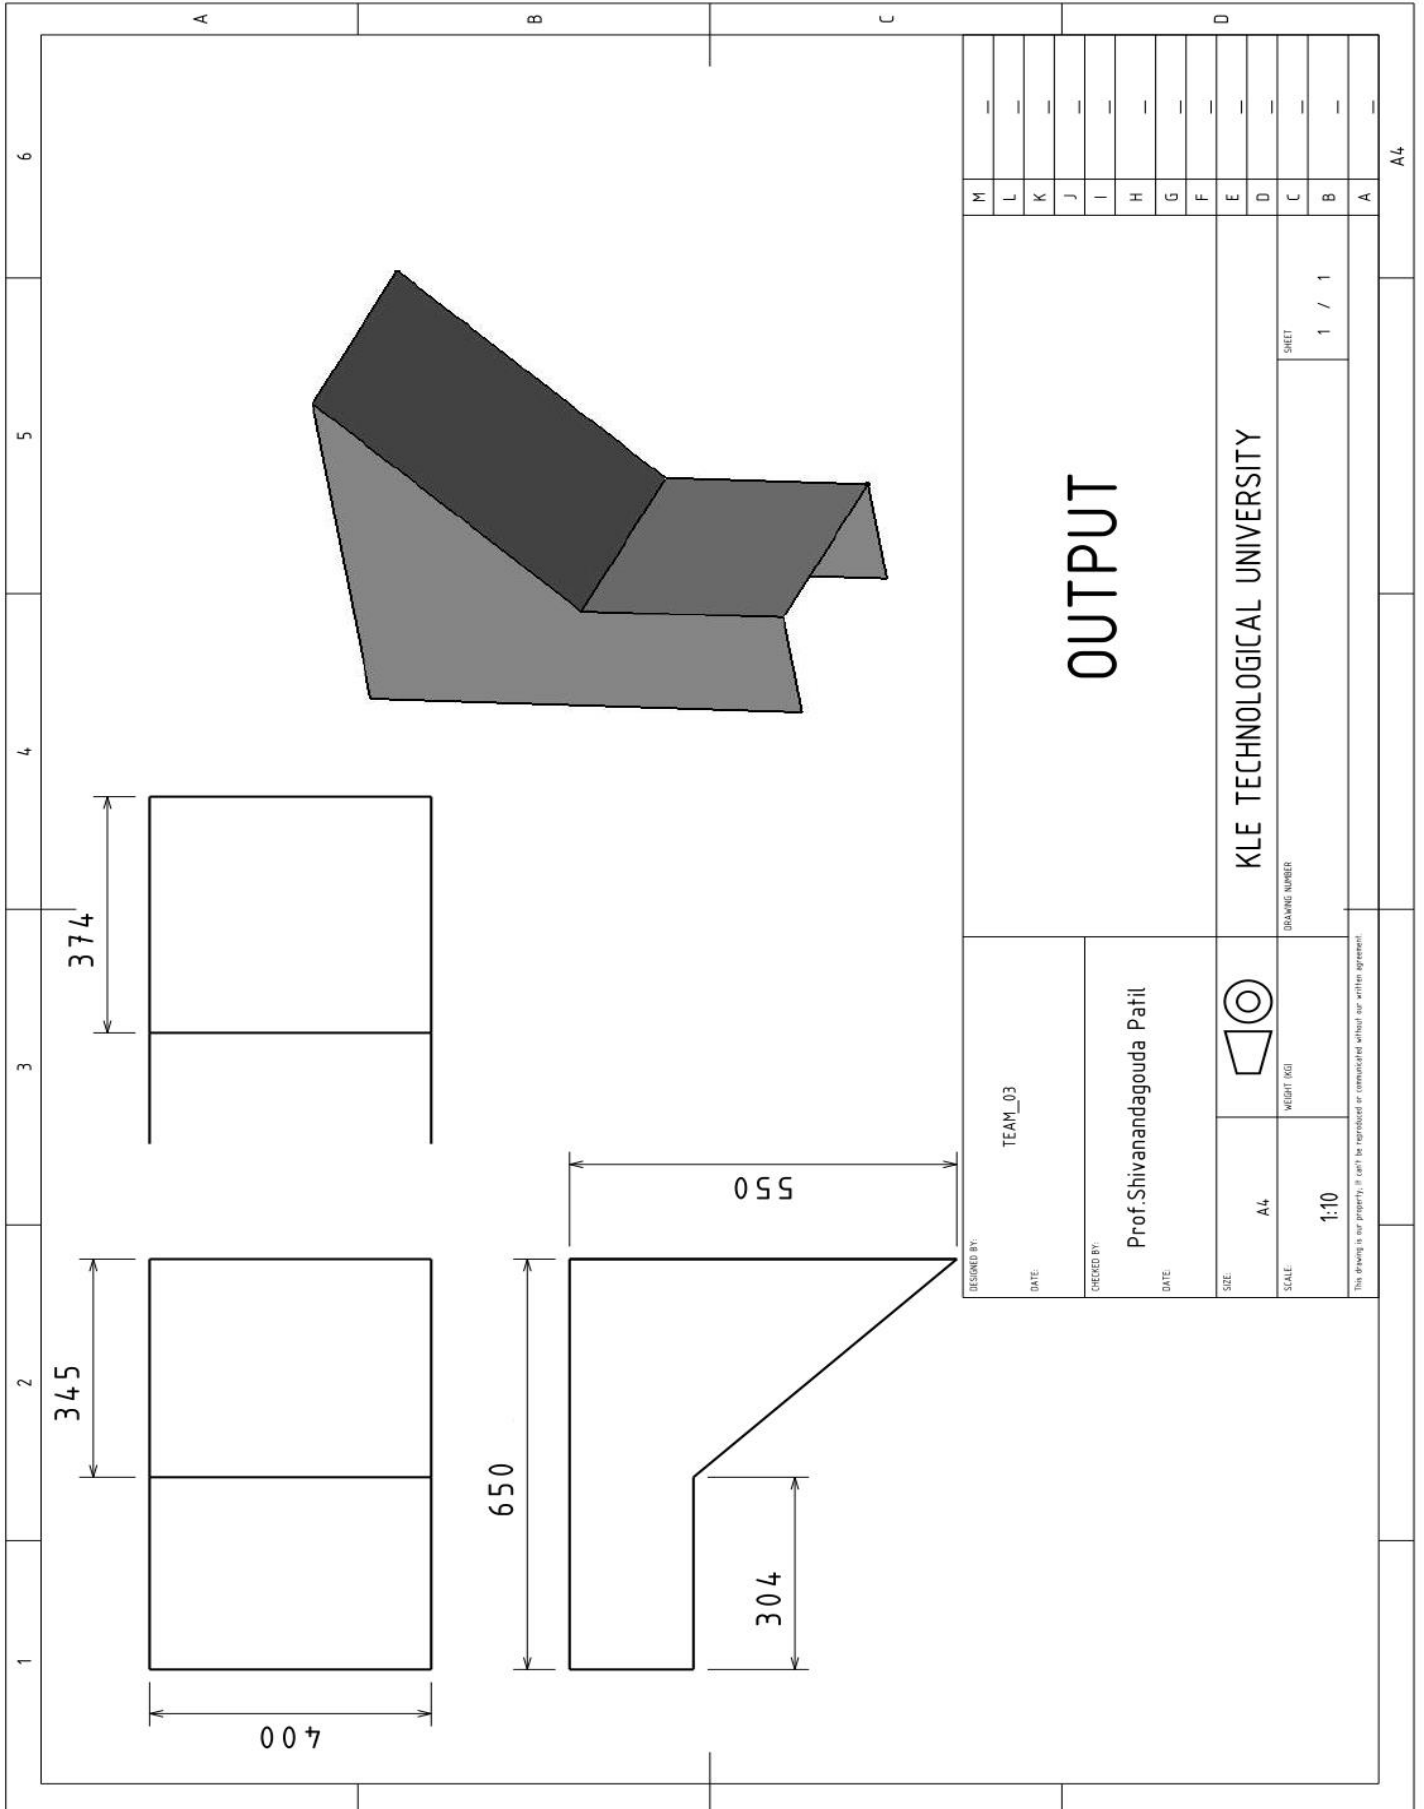 6
5
4
3
2
1
A
B
C
D
374
345
400
650
550
304
M —
L —
K —
J —
I —
H —
G —
F —
E —
D —
C —
B —
A —
DESIGNED BY:
TEAM_03
DATE:
CHECKED BY:
Prof.Shivanandagouda Patil
DATE:
OUTPUT
SIZE:
A4
KLE TECHNOLOGICAL UNIVERSITY
SCALE:
1:10
WEIGHT (KG)
DRAWING NUMBER
SHEET
1 / 1
This drawing is our property; it can't be reproduced or communicated without our written agreement.
A4